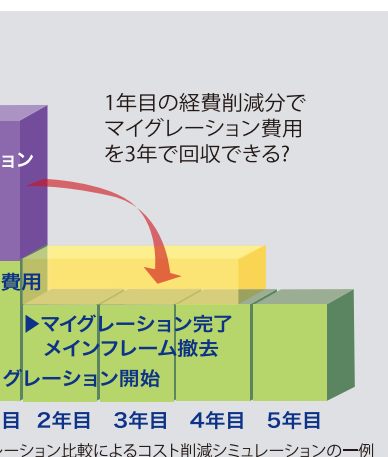 1年目の経費削減分で
マイグレーション費用
を3年で回収できる?
ョン
費用
▶マイグレーション完了
メインフレーム撤去
グレーション開始
目 2年目 3年目 4年目 5年目
レーション比較によるコスト削減シミュレーションの一例